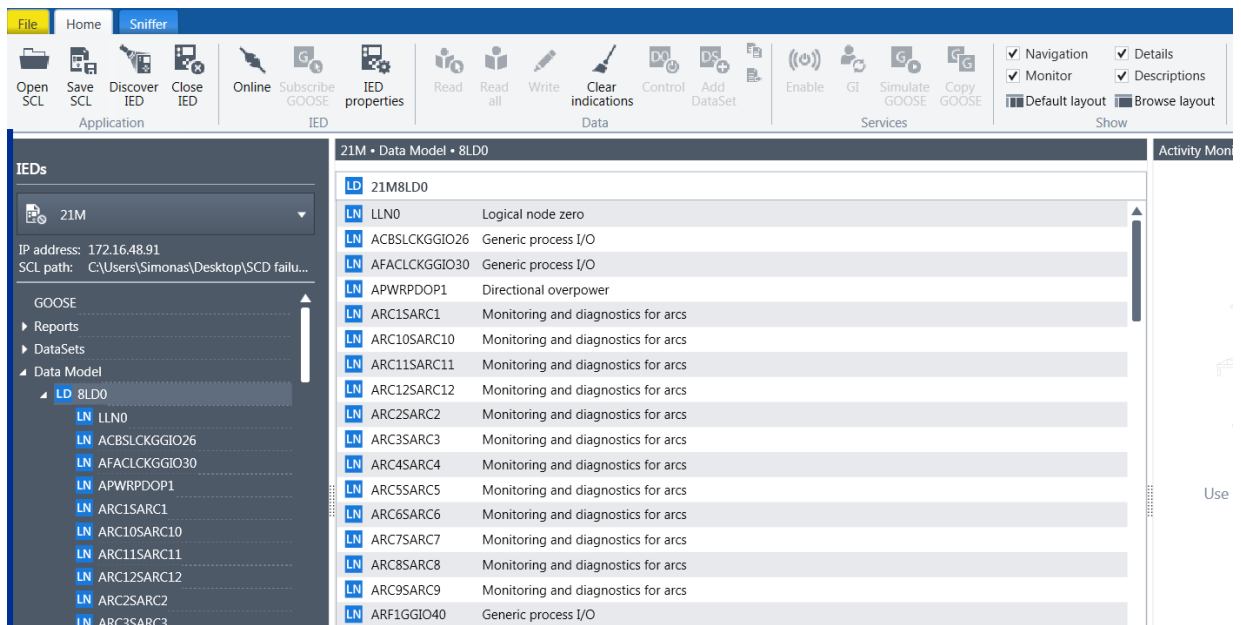 File Home Sniffer
Open SCL Save SCL Discover IED Close IED Online Subscribe GOOSE IED properties Read Read all Write Clear indications Control Add DataSet Enable GI Simulate GOOSE Copy GOOSE
Navigation Details
Monitor Descriptions
Default layout Browse layout
Application IED Data Services Show
IEDs
21M
IP address: 172.16.48.91
SCL path: C:\Users\Simonas\Desktop\SCD failu...
GOOSE
Reports
DataSets
Data Model
LD 8LD0
LN LLN0
LN ACBSLCKGGIO26
LN AFACLCKGGIO30
LN APWRPDOP1
LN ARC1SARC1
LN ARC10SARC10
LN ARC11SARC11
LN ARC12SARC12
LN ARC2SARC2
LN ARC3SARC3
21M • Data Model • 8LD0
LD 21M8LD0
LN LLN0 Logical node zero
LN ACBSLCKGGIO26 Generic process I/O
LN AFACLCKGGIO30 Generic process I/O
LN APWRPDOP1 Directional overpower
LN ARC1SARC1 Monitoring and diagnostics for arcs
LN ARC10SARC10 Monitoring and diagnostics for arcs
LN ARC11SARC11 Monitoring and diagnostics for arcs
LN ARC12SARC12 Monitoring and diagnostics for arcs
LN ARC2SARC2 Monitoring and diagnostics for arcs
LN ARC3SARC3 Monitoring and diagnostics for arcs
LN ARC4SARC4 Monitoring and diagnostics for arcs
LN ARC5SARC5 Monitoring and diagnostics for arcs
LN ARC6SARC6 Monitoring and diagnostics for arcs
LN ARC7SARC7 Monitoring and diagnostics for arcs
LN ARC8SARC8 Monitoring and diagnostics for arcs
LN ARC9SARC9 Monitoring and diagnostics for arcs
LN ARF1GGIO40 Generic process I/O
Activity Moni
Use